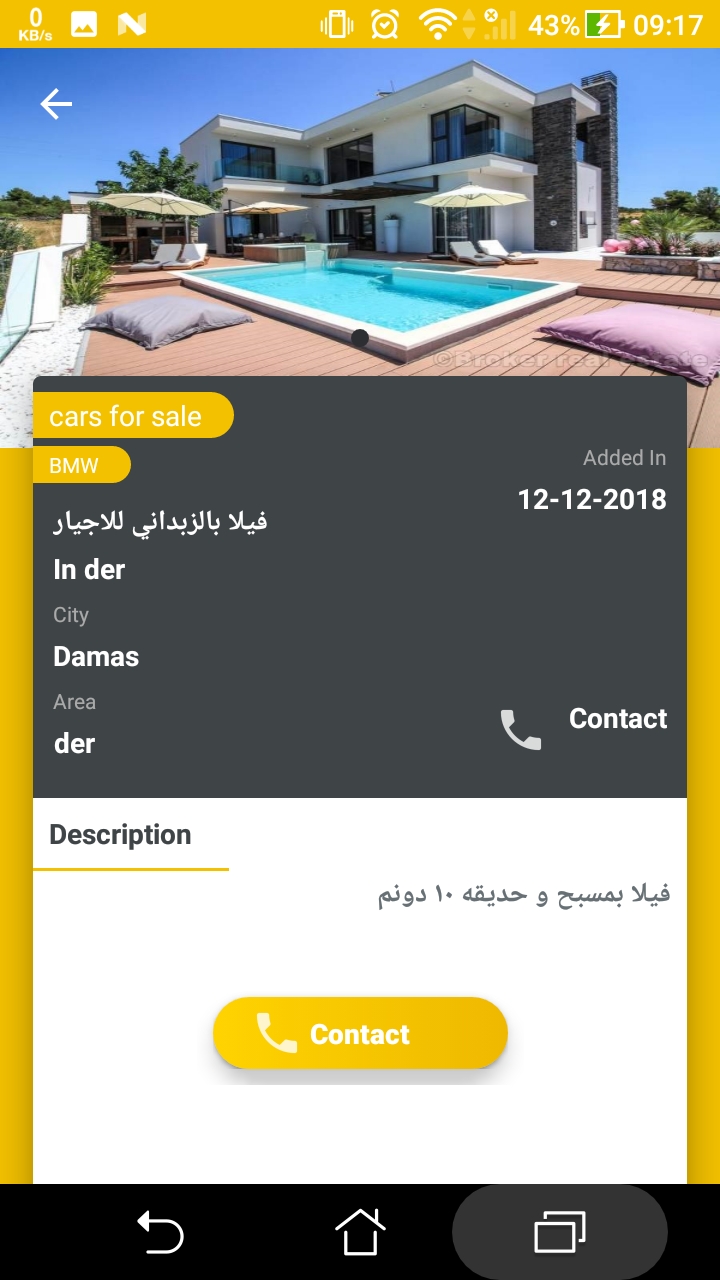 0
KB/s
43%
09:17
©Broker real estate
cars for sale
BMW
Added In
12-12-2018
فيلا بالزبداني للاجيار
In der
City
Damas
Area
der
Contact
Description
فيلا بمسبح و حديقه ١٠ دونم
Contact